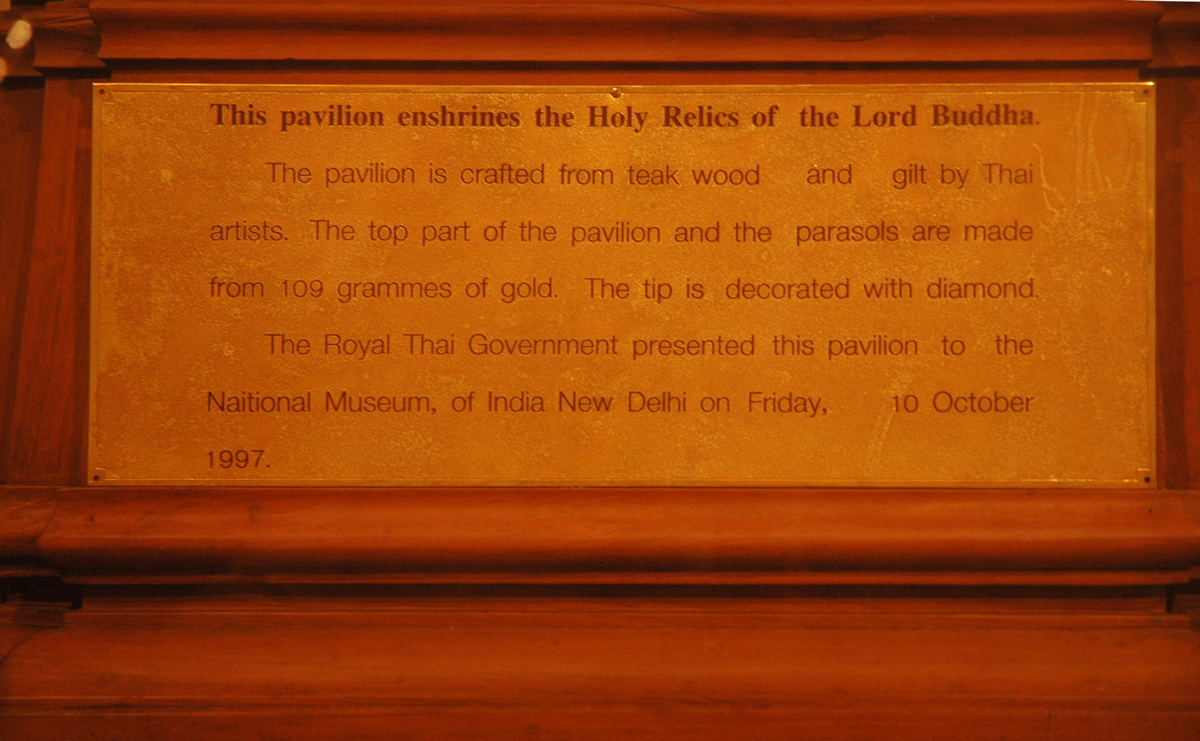 This pavilion enshrines the Holy Relics of the Lord Buddha.
The pavilion is crafted from teak wood and gilt by Thai
artists. The top part of the pavilion and the parasols are made
from 109 grammes of gold. The tip is decorated with diamond.
The Royal Thai Government presented this pavilion to the
Naitional Museum, of India New Delhi on Friday, 10 October
1997.